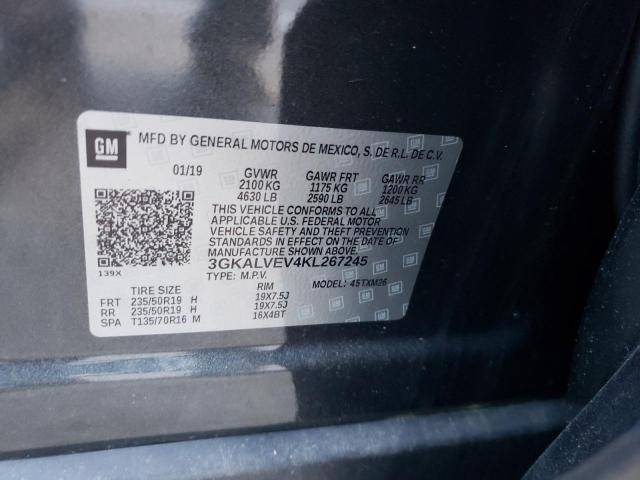 GM MFD BY GENERAL MOTORS DE MEXICO, S. DE R.L. DE C.V.
01/19 GVWR GAWR FRT GAWR RR
2100 KG 1175 KG 1200 KG
4630 LB 2590 LB 2645 LB
THIS VEHICLE CONFORMS TO ALL
APPLICABLE U.S. FEDERAL MOTOR
VEHICLE SAFETY AND THEFT PREVENTION
STANDARDS IN EFFECT ON THE DATE OF
MANUFACTURE SHOWN ABOVE.
139X 3GKALVEV4KL267245
TYPE: M.P.V. MODEL: 4STXM26
TIRE SIZE RIM
FRT 235/50R19 H 19X7.5J
RR 235/50R19 H 19X7.5J
SPA T135/70R16 M 16X4BT